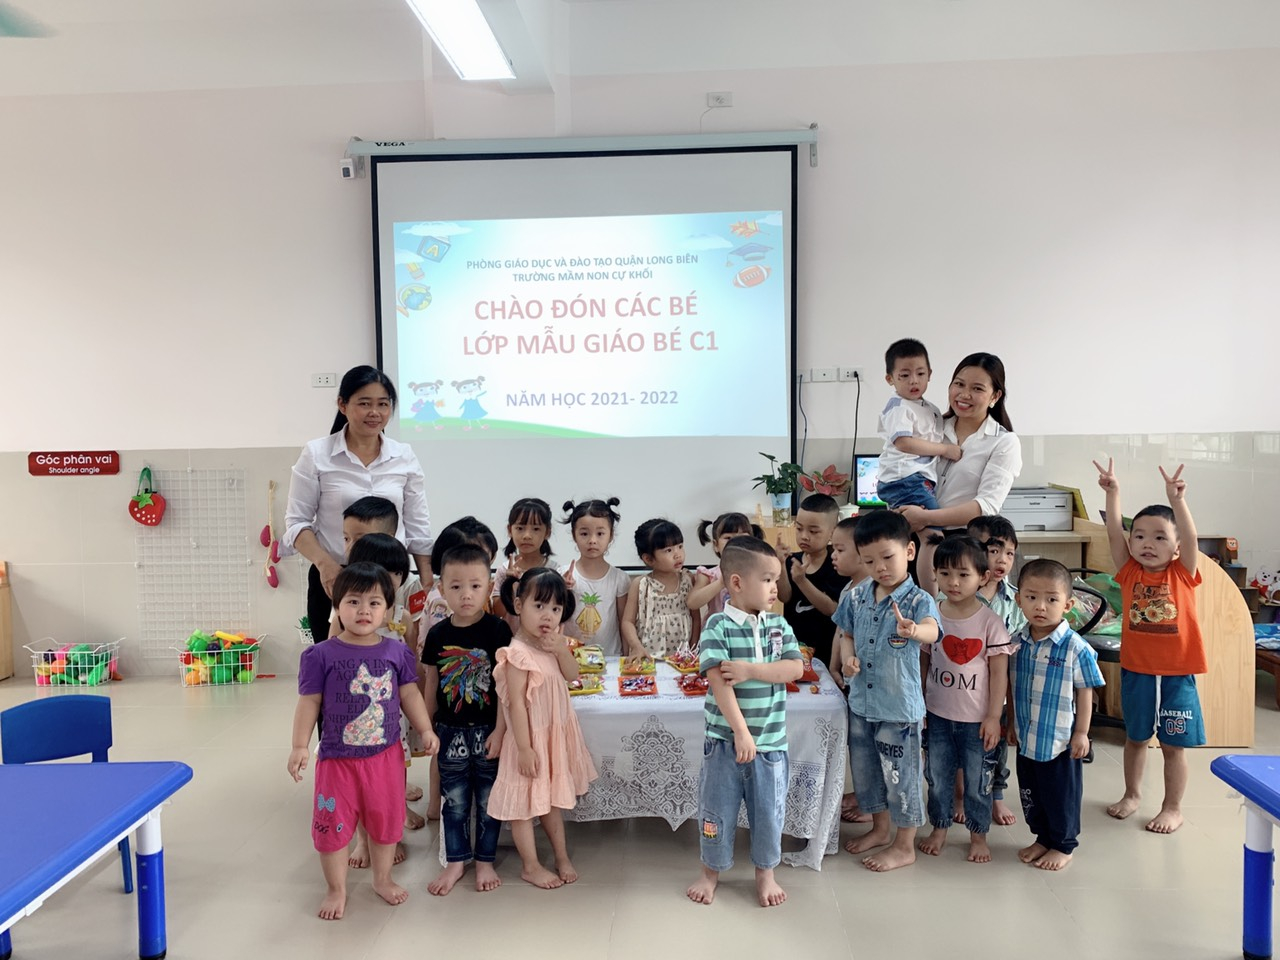 VEGA
PHÒNG GIÁO DỤC VÀ ĐÀO TẠO QUẬN LONG BIÊN
TRƯỜNG MẦM NON CỰ KHỐI
CHÀO ĐÓN CÁC BÉ
LỚP MẪU GIÁO BÉ C1
NĂM HỌC 2021- 2022
Góc phân vai
Shoulder angle
MOM
BASEBALL
09